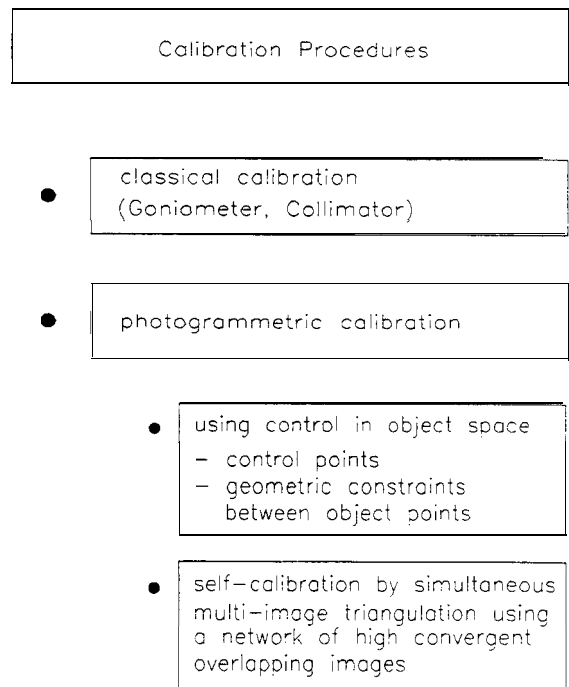 Calibration Procedures
classical calibration
(Goniometer, Collimator)
photogrammetric calibration
using control in object space
– control points
– geometric constraints
between object points
self–calibration by simultaneous
multi–image triangulation using
a network of high convergent
overlapping images